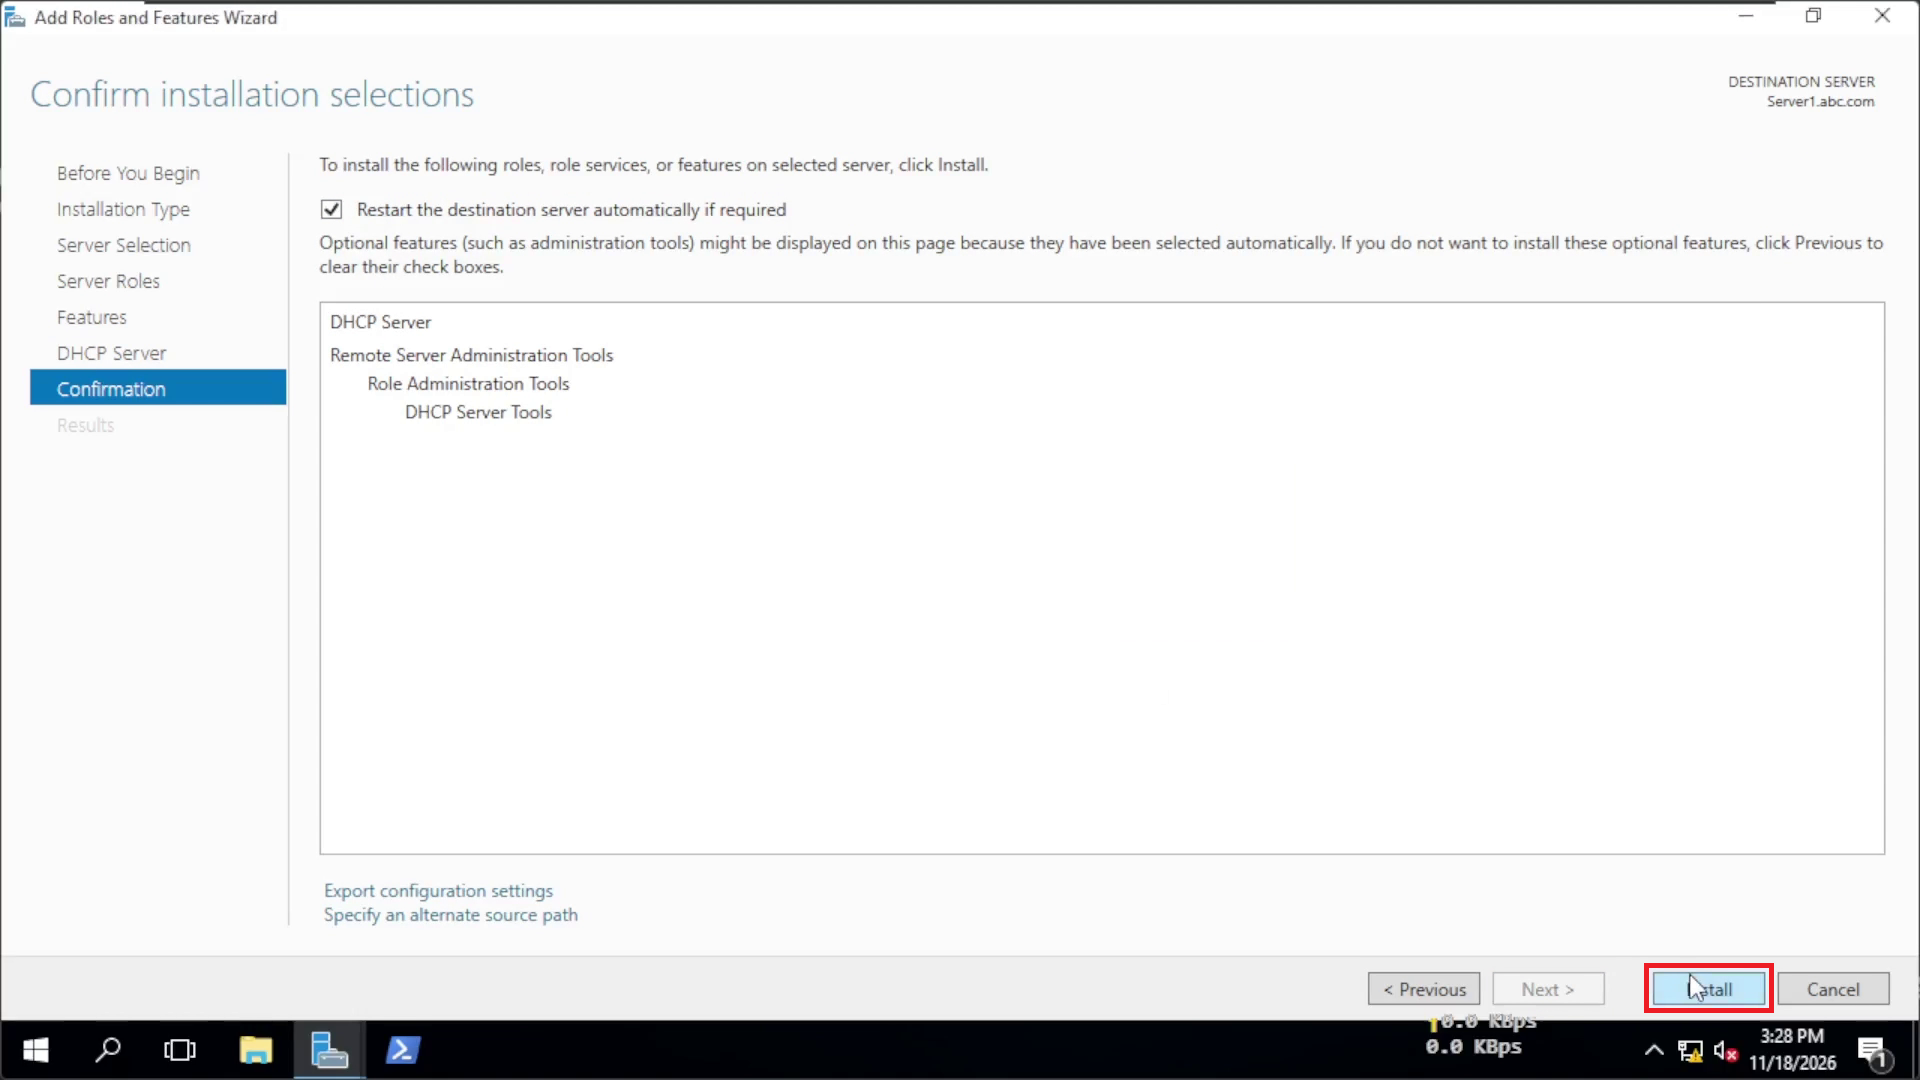 Add Roles and Features Wizard
Confirm installation selections
DESTINATION SERVER
Server1.abc.com
Before You Begin
Installation Type
Server Selection
Server Roles
Features
DHCP Server
Confirmation
Results
To install the following roles, role services, or features on selected server, click Install.
Restart the destination server automatically if required
Optional features (such as administration tools) might be displayed on this page because they have been selected automatically. If you do not want to install these optional features, click Previous to
clear their check boxes.
DHCP Server
Remote Server Administration Tools
Role Administration Tools
DHCP Server Tools
Export configuration settings
Specify an alternate source path
< Previous
Next >
Install
Cancel
0.0 KBps
0.0 KBps
3:28 PM
11/18/2026
1